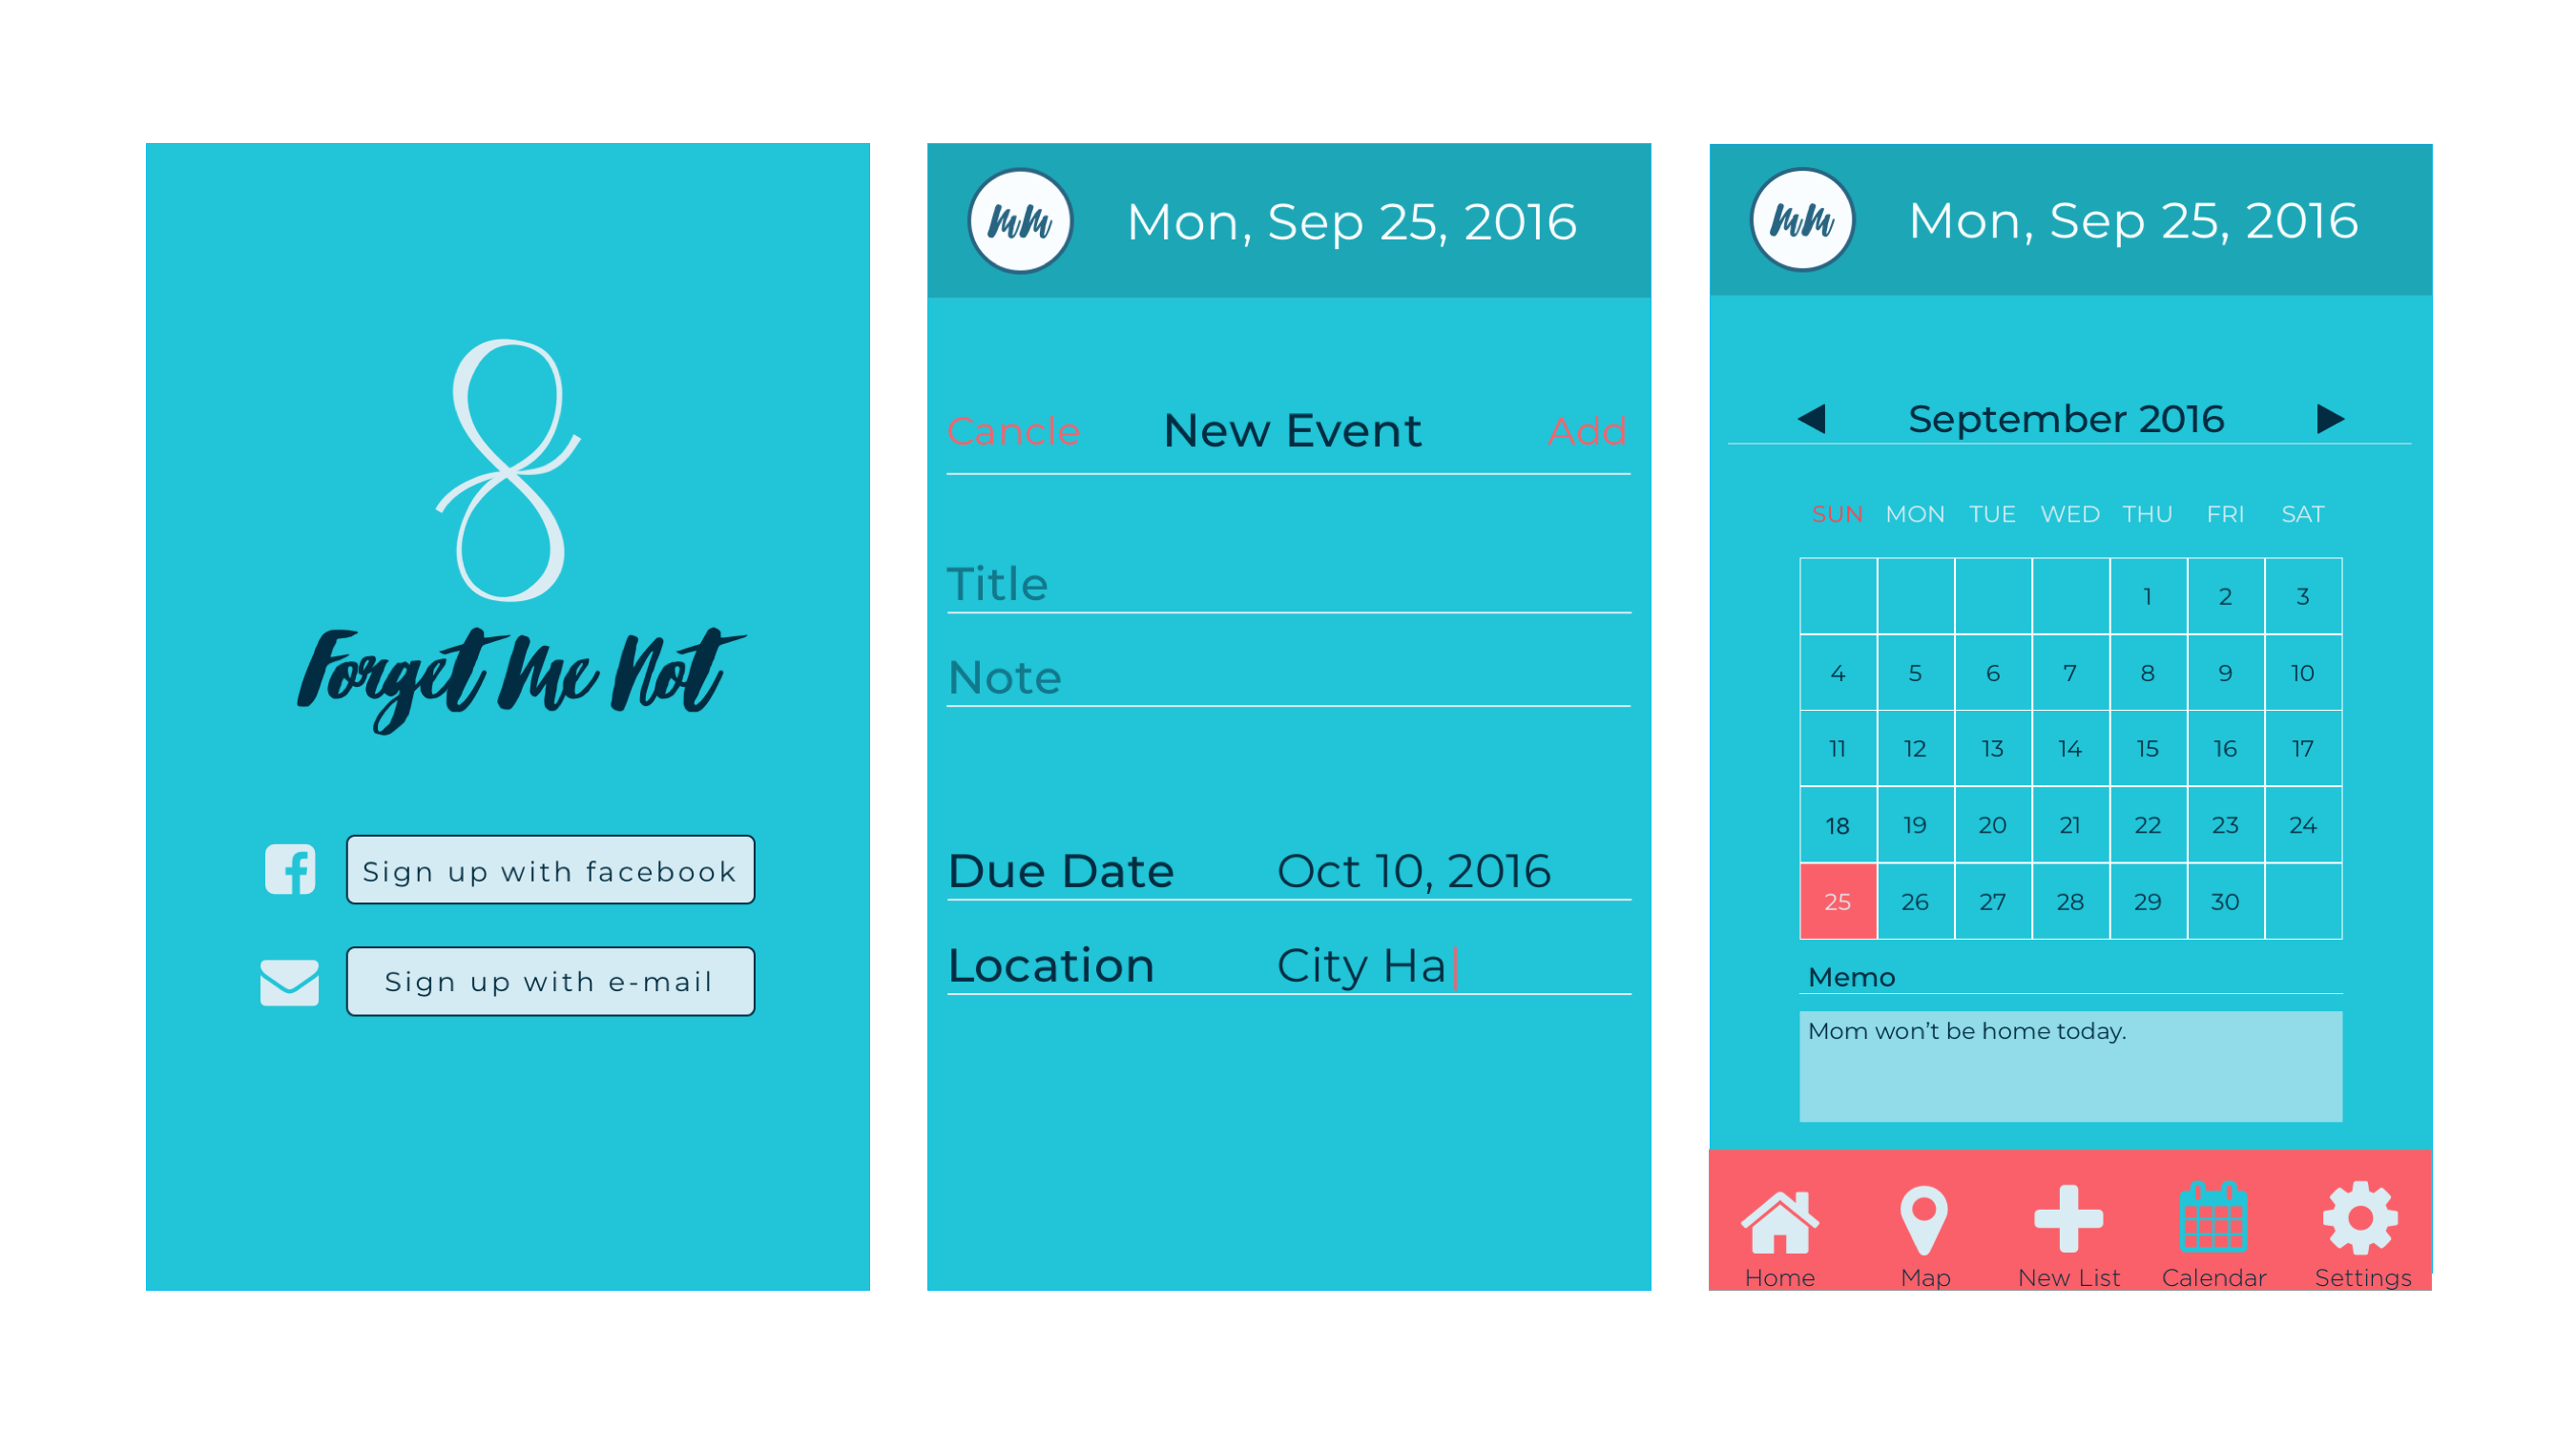 8
Forget Me Not
Sign up with facebook
Sign up with e-mail
mm Mon, Sep 25, 2016
Cancle New Event Add
Title
Note
Due Date Oct 10, 2016
Location City Ha
mm Mon, Sep 25, 2016
September 2016
SUN MON TUE WED THU FRI SAT
1 2 3
4 5 6 7 8 9 10
11 12 13 14 15 16 17
18 19 20 21 22 23 24
25 26 27 28 29 30
Memo
Mom won’t be home today.
Home Map New List Calendar Settings